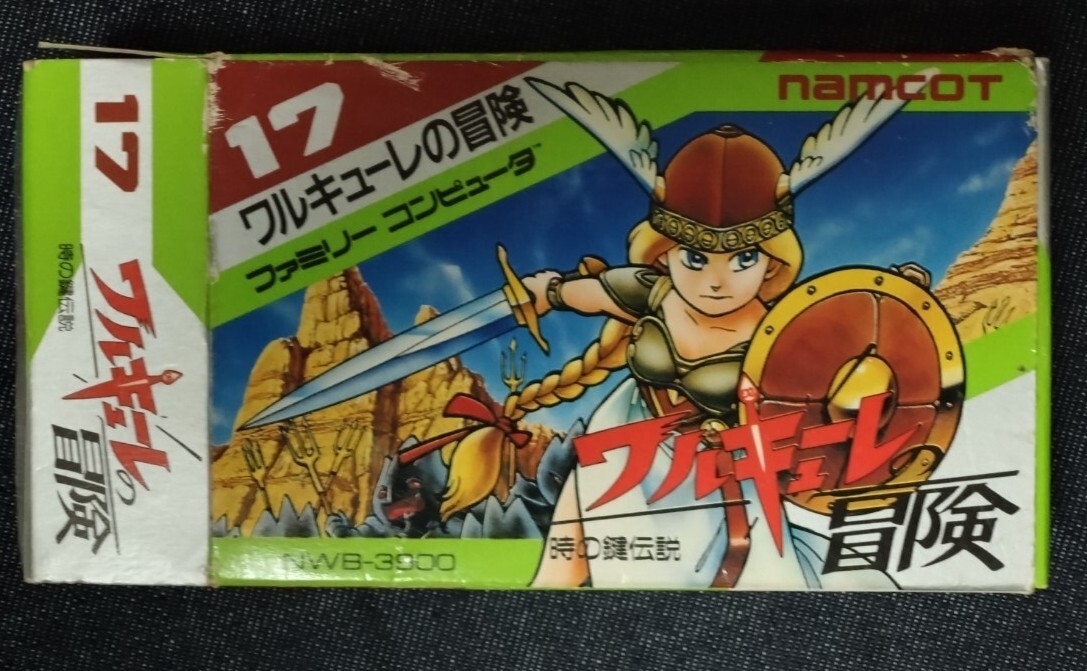 17
時の鍵伝説
ワルキューレの
冒険
17
ワルキューレの冒険
ファミリー コンピュータ™
namcoT
ワルキューレの
冒険
時の鍵伝説
NWB-3900